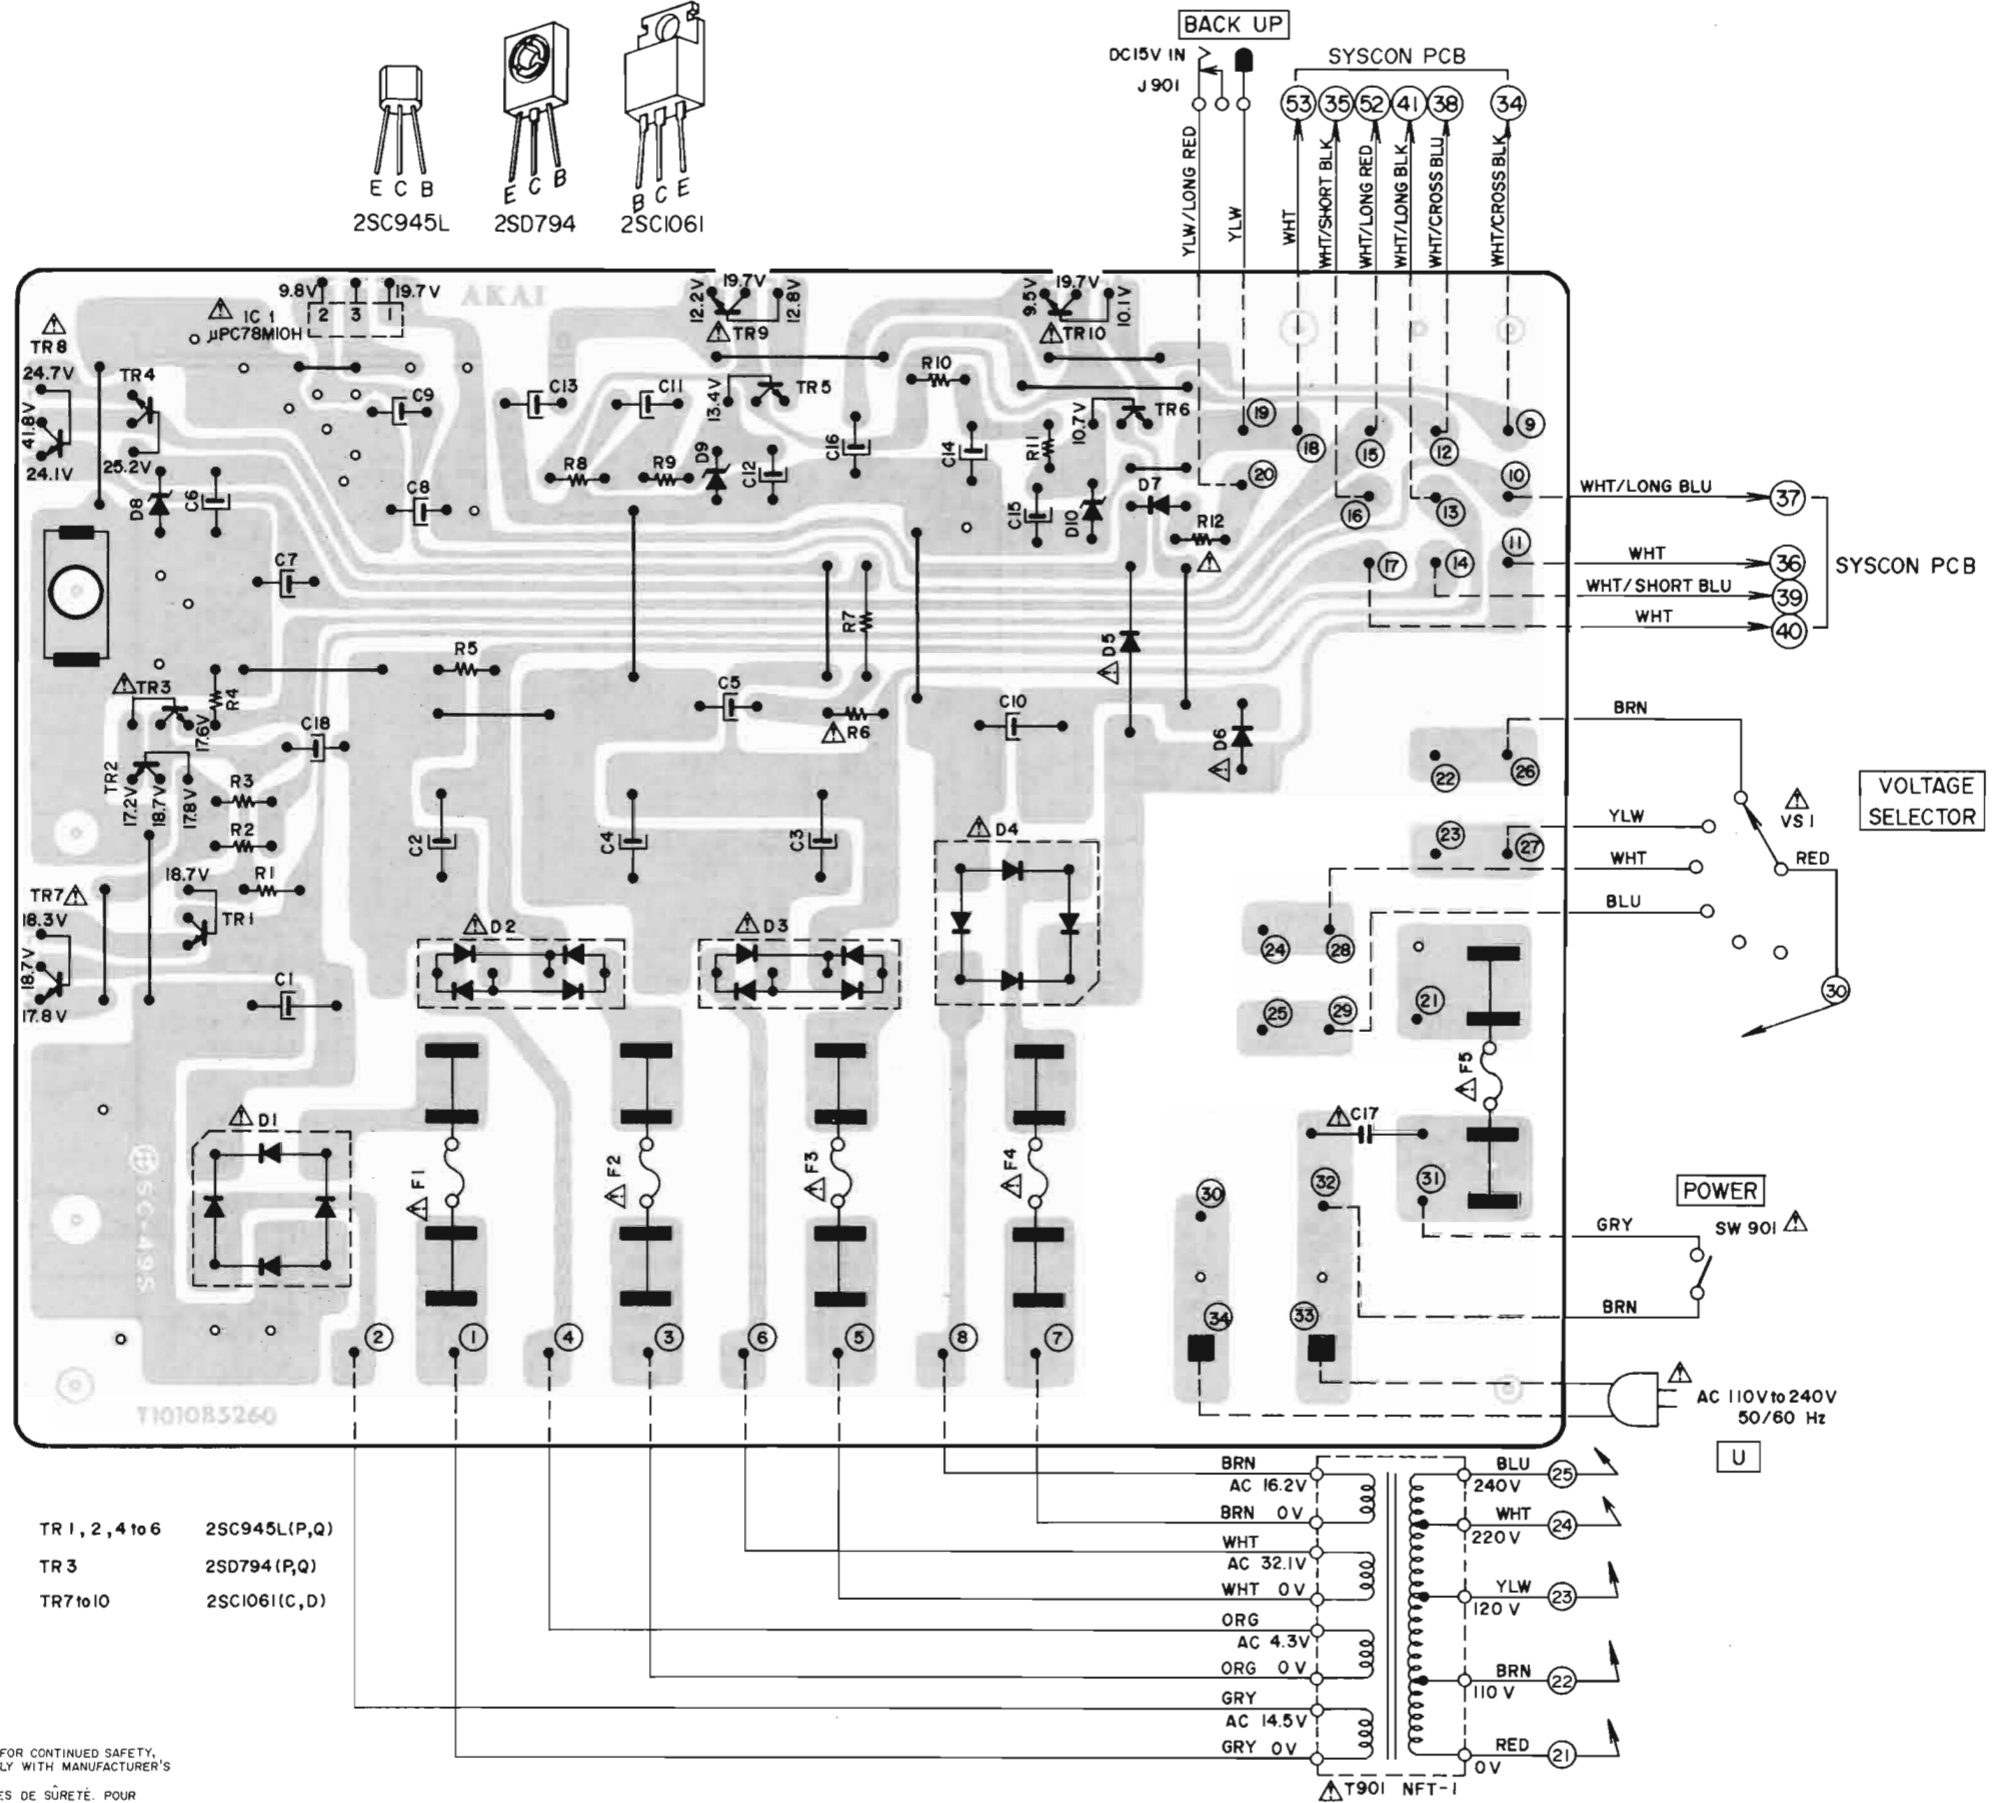 BACK UP
DC15V IN
J901
SYSCON PCB
53 35 52 41 38 34
YLW/LONG RED
YLW
WHT
WHT/SHORT BLK
WHT/LONG RED
WHT/LONG BLK
WHT/CROSS BLU
WHT/CROSS BLK
E C B
2SC945L
E C B
2SD794
B C E
2SC1061
9.8V
19.7V
AKAI
IC 1
μPC78M10H
2 3 1
12.2V
19.7V
12.8V
TR9
9.5V
19.7V
10.1V
TR10
TR8
24.7V
41.8V
24.1V
TR4
25.2V
C9
C13
C11
13.4V
TR5
R10
10.7V
TR6
19
18
15
12
9
D8
C6
C8
R8
R9
D9
C12
C16
C14
R11
C15
D10
D7
R12
20
16
13
10
WHT/LONG BLU
37
C7
R7
17
14
11
WHT
36
SYSCON PCB
WHT/SHORT BLU
39
WHT
40
R5
D5
TR3
R4
17.6V
C18
C5
R6
C10
D6
BRN
22
26
TR2
17.2V
18.7V
17.8V
R3
R2
R1
C2
C4
C3
D4
23
27
YLW
WHT
BLU
VS1
RED
VOLTAGE
SELECTOR
TR7
18.3V
18.7V
17.8V
18.7V
TR1
D2
D3
24
28
C1
25
29
21
30
F5
D1
F1
F2
F3
F4
C17
30
32
31
GRY
POWER
SW 901
BRN
SC-49S
34
33
2 1 4 3 6 5 8 7
T1010B5260
AC 110V to 240V
50/60 Hz
U
TR 1, 2, 4 to 6 2SC945L(P,Q)
TR 3 2SD794(P,Q)
TR7 to 10 2SC1061(C,D)
BRN
AC 16.2V
BRN 0V
WHT
AC 32.1V
WHT 0V
ORG
AC 4.3V
ORG 0V
GRY
AC 14.5V
GRY 0V
BLU
240V
25
WHT
220V
24
YLW
120V
23
BRN
110V
22
RED
0V
21
T901 NFT-1
FOR CONTINUED SAFETY,
LY WITH MANUFACTURER'S
ES DE SÛRETÉ. POUR